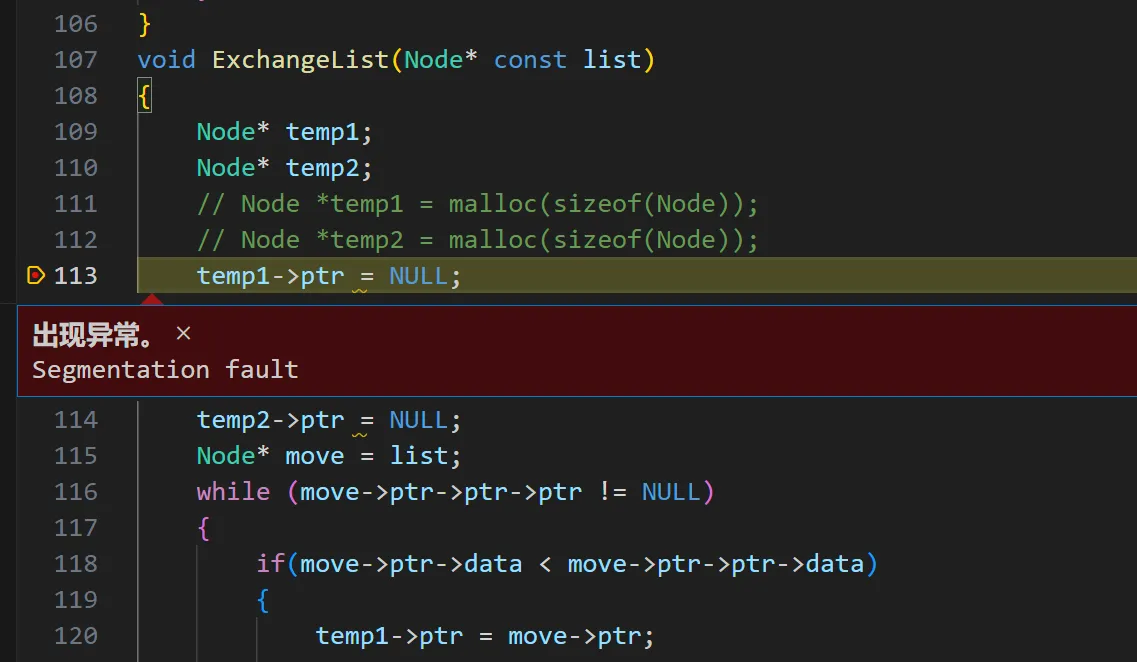 106 }
107 void ExchangeList(Node* const list)
108 {
109 Node* temp1;
110 Node* temp2;
111 // Node *temp1 = malloc(sizeof(Node));
112 // Node *temp2 = malloc(sizeof(Node));
113 temp1->ptr = NULL;
出现异常。 ×
Segmentation fault
114 temp2->ptr = NULL;
115 Node* move = list;
116 while (move->ptr->ptr->ptr != NULL)
117 {
118 if(move->ptr->data < move->ptr->ptr->data)
119 {
120 temp1->ptr = move->ptr;